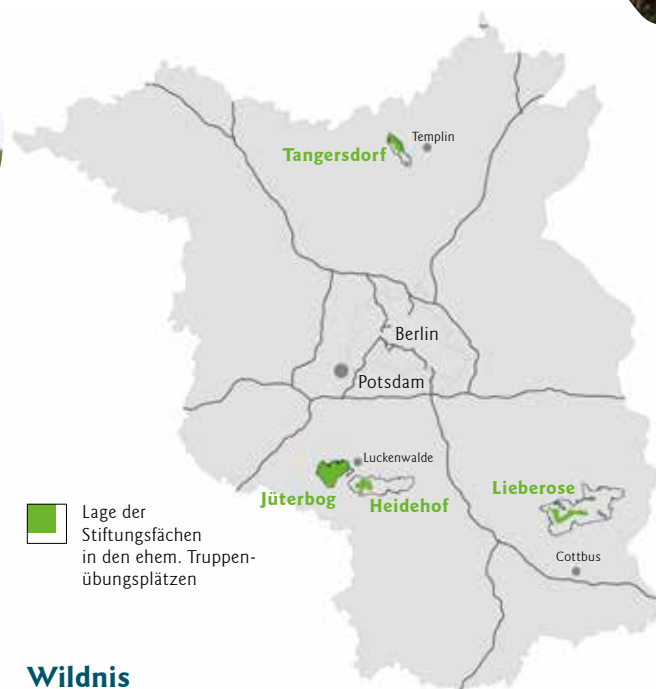 Templin
Tangersdorf
Berlin
Potsdam
Luckenwalde
Jüterbog
Heidehof
Lieberose
Cottbus
Lage der
Stiftungsfächen
in den ehem. Truppen-
übungsplätzen
Wildnis